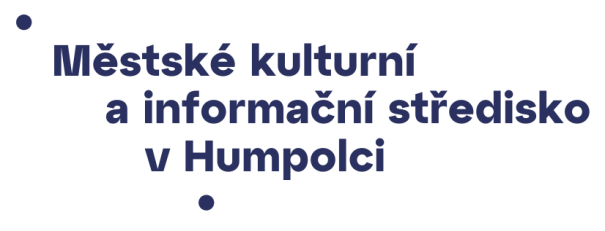 Městské kulturní
a informační středisko
v Humpolci